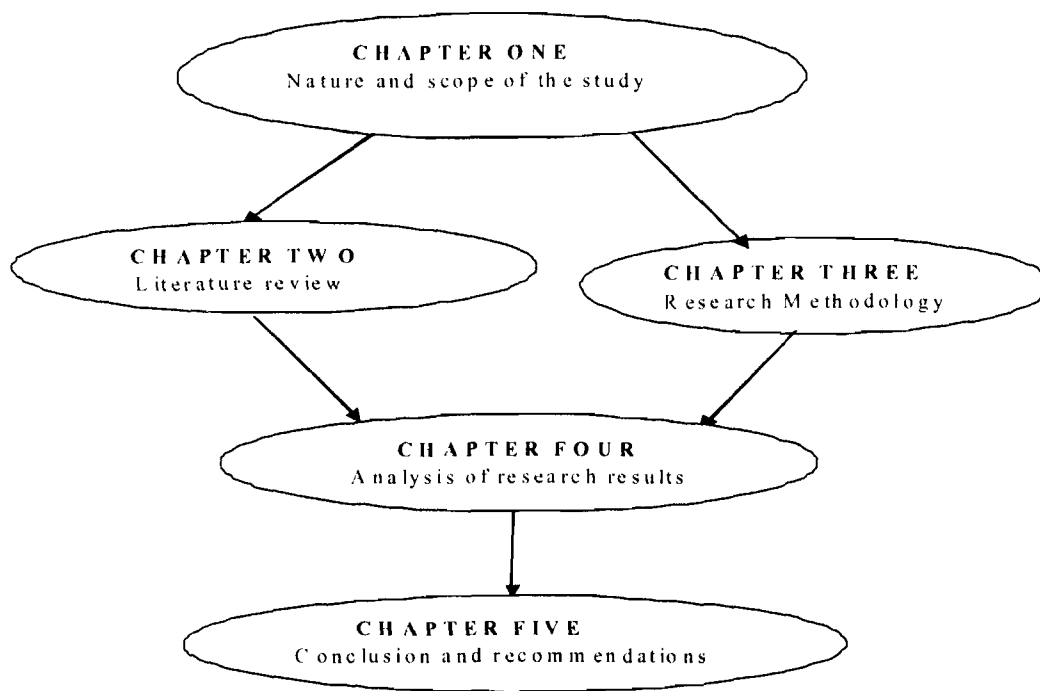 CHAPTER ONE
Nature and scope of the study
CHAPTER TWO
Literature review
CHAPTER THREE
Research Methodology
CHAPTER FOUR
Analysis of research results
CHAPTER FIVE
Conclusion and recommendations